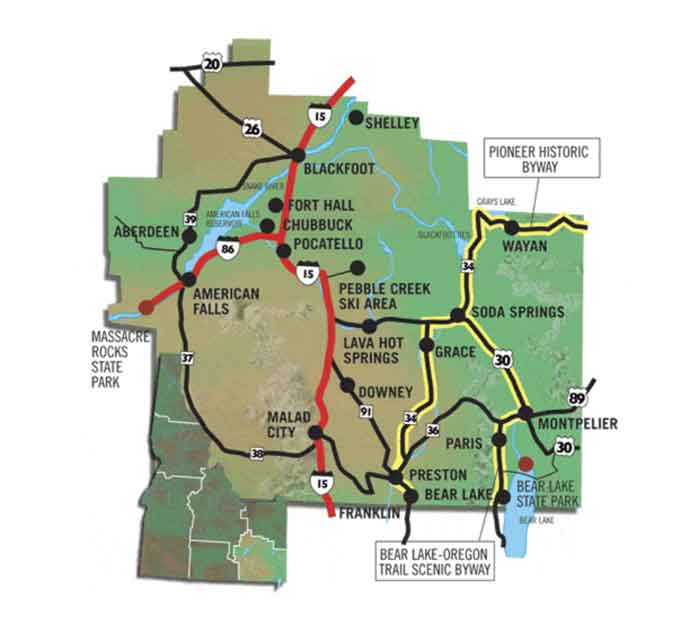 20
15
26
SHELLEY
PIONEER HISTORIC
BYWAY
BLACKFOOT
SNAKE RIVER
GRAYS LAKE
FORT HALL
AMERICAN FALLS
RESERVOIR
39
CHUBBUCK
ABERDEEN
BLACKFOOT RES.
WAYAN
86
POCATELLO
15
34
PEBBLE CREEK
SKI AREA
AMERICAN
FALLS
SODA SPRINGS
MASSACRE
ROCKS
STATE
PARK
LAVA HOT
SPRINGS
GRACE
37
30
DOWNEY
89
91
34
MALAD
CITY
36
MONTPELIER
PARIS
30
38
PRESTON
15
BEAR LAKE
BEAR LAKE
STATE PARK
FRANKLIN
BEAR LAKE
BEAR LAKE-OREGON
TRAIL SCENIC BYWAY